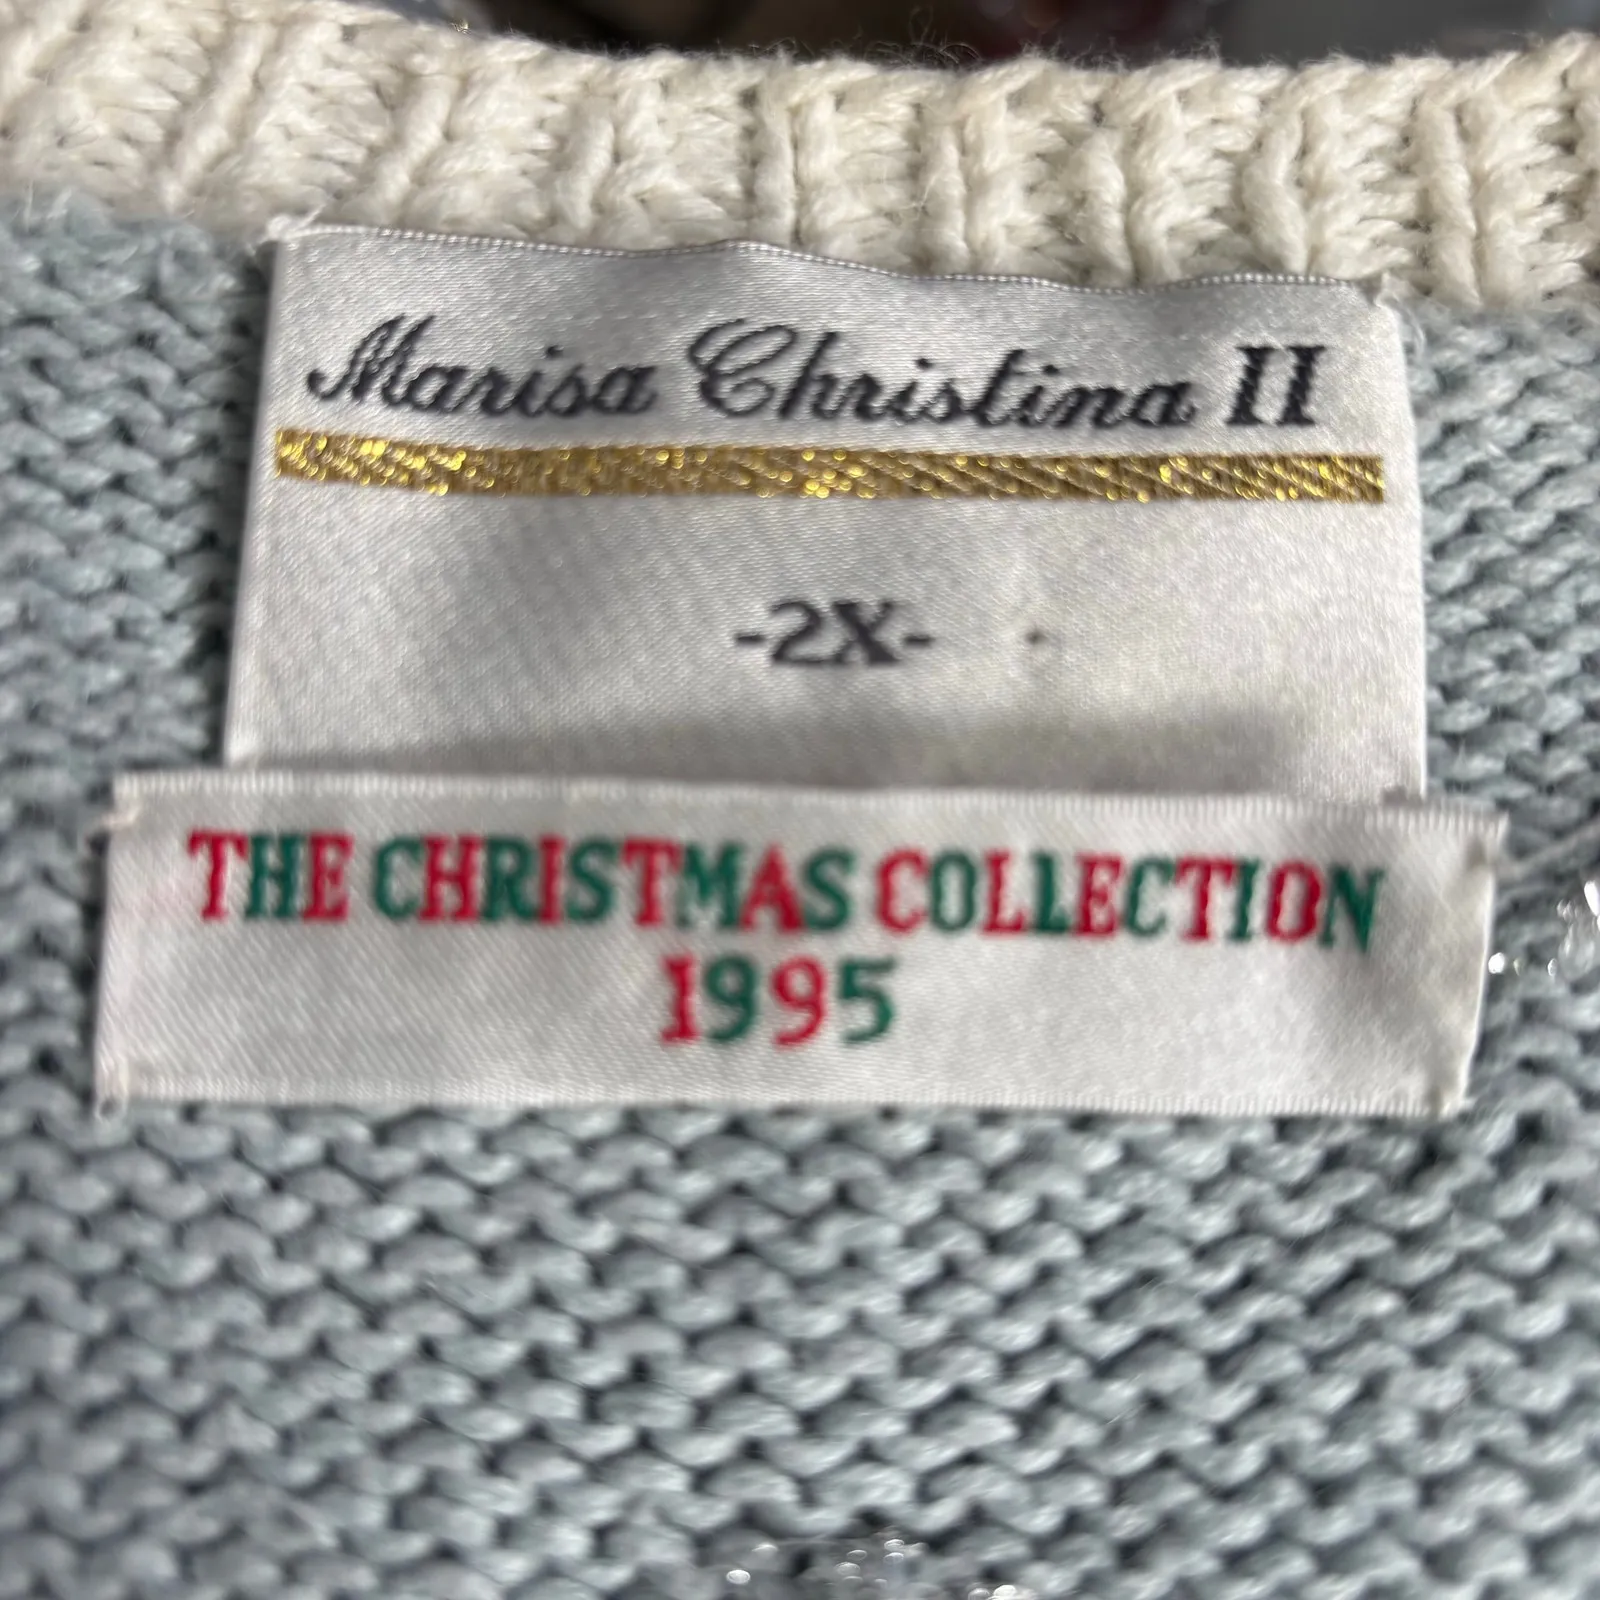 Marisa Christina II
-2X-
THE CHRISTMAS COLLECTION
1995